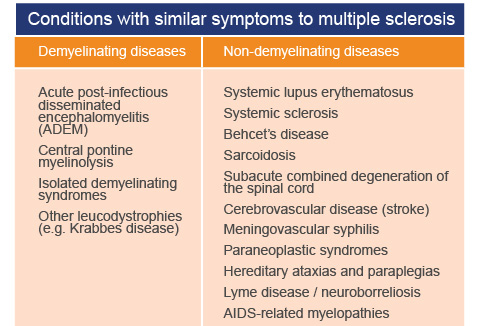 Conditions with similar symptoms to multiple sclerosis
Demyelinating diseases
Non-demyelinating diseases
Acute post-infectious
disseminated
encephalomyelitis
(ADEM)
Central pontine
myelinolysis
Isolated demyelinating
syndromes
Other leucodystrophies
(e.g. Krabbes disease)
Systemic lupus erythematosus
Systemic sclerosis
Behcet's disease
Sarcoidosis
Subacute combined degeneration of
the spinal cord
Cerebrovascular disease (stroke)
Meningovascular syphilis
Paraneoplastic syndromes
Hereditary ataxias and paraplegias
Lyme disease / neuroborreliosis
AIDS-related myelopathies